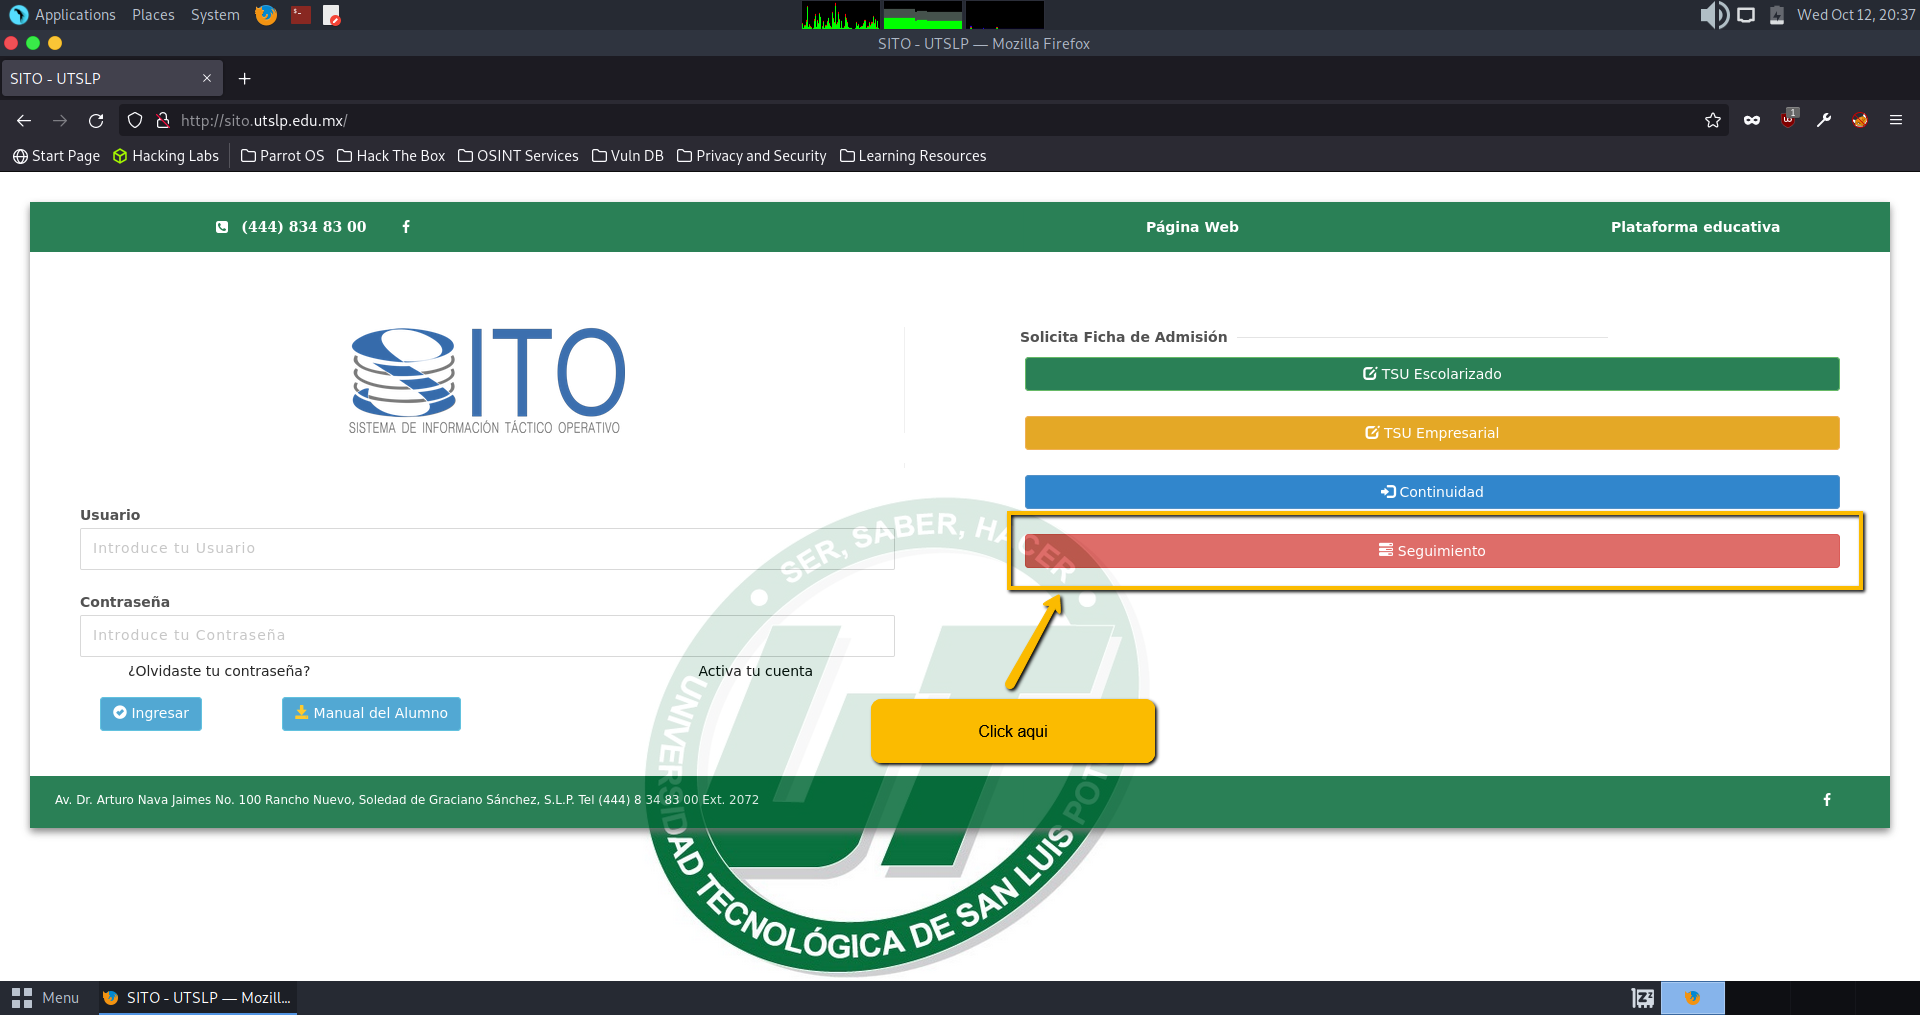 Applications Places System
Wed Oct 12, 20:37
SITO - UTSLP — Mozilla Firefox
SITO - UTSLP
http://sito.utslp.edu.mx/
1
Start Page Hacking Labs Parrot OS Hack The Box OSINT Services Vuln DB Privacy and Security Learning Resources
(444) 834 83 00
Página Web
Plataforma educativa
SITO
SISTEMA DE INFORMACIÓN TÁCTICO OPERATIVO
Solicita Ficha de Admisión
TSU Escolarizado
TSU Empresarial
Continuidad
Seguimiento
Usuario
Introduce tu Usuario
Contraseña
Introduce tu Contraseña
¿Olvidaste tu contraseña?
Activa tu cuenta
Ingresar
Manual del Alumno
Click aqui
SER, SABER, HACER
UNIVERSIDAD TECNOLÓGICA DE SAN LUIS
Av. Dr. Arturo Nava Jaimes No. 100 Rancho Nuevo, Soledad de Graciano Sánchez, S.L.P. Tel (444) 8 34 83 00 Ext. 2072
Menu
SITO - UTSLP — Mozill...